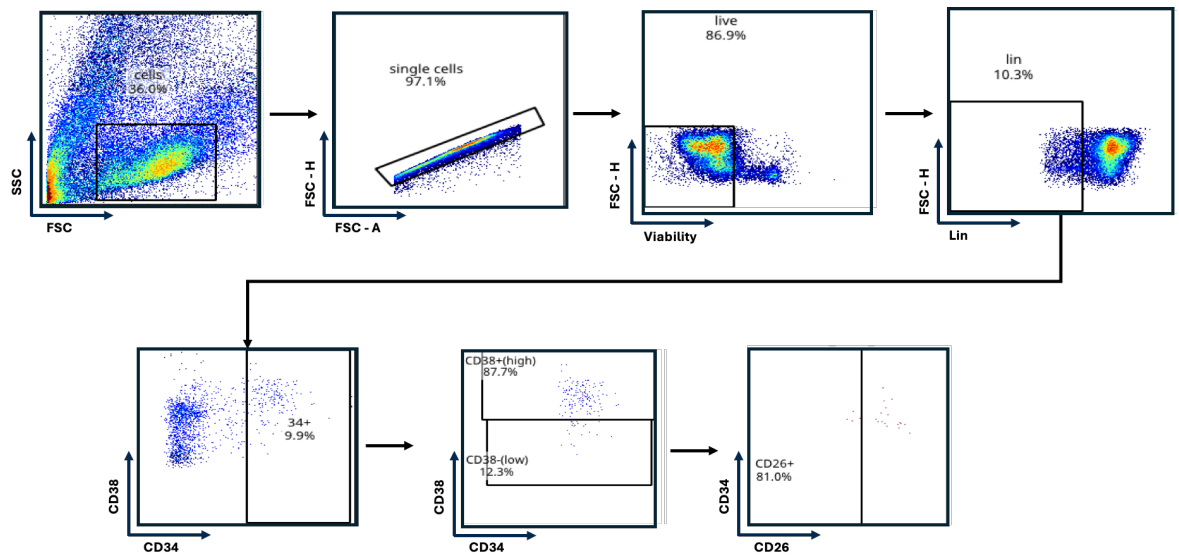 cells
36.0%
SSC
FSC
single cells
97.1%
FSC - H
FSC - A
live
86.9%
FSC - H
Viability
lin
10.3%
FSC - H
Lin
34+
9.9%
CD38
CD34
CD38+(high)
87.7%
CD38-(low)
12.3%
CD38
CD34
CD26+
81.0%
CD34
CD26